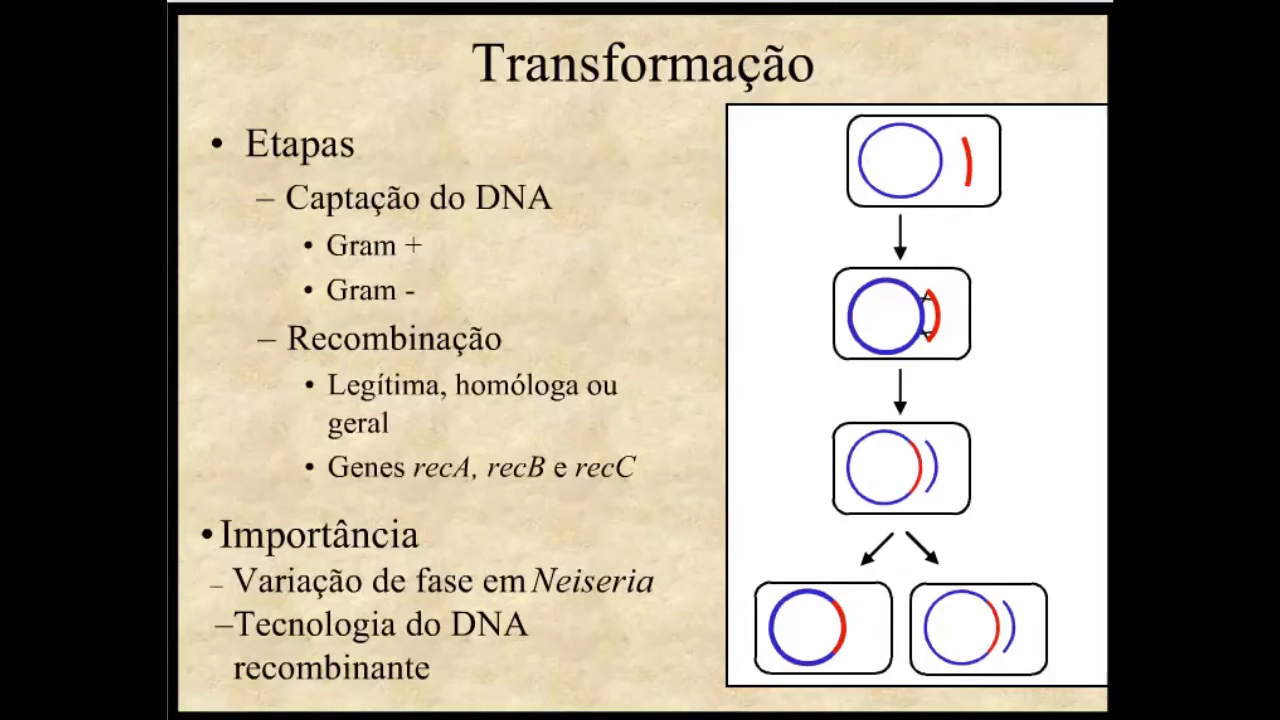 Transformação
• Etapas
– Captação do DNA
• Gram +
• Gram -
– Recombinação
• Legítima, homóloga ou
geral
• Genes recA, recB e recC
•Importância
– Variação de fase em Neiseria
–Tecnologia do DNA
recombinante